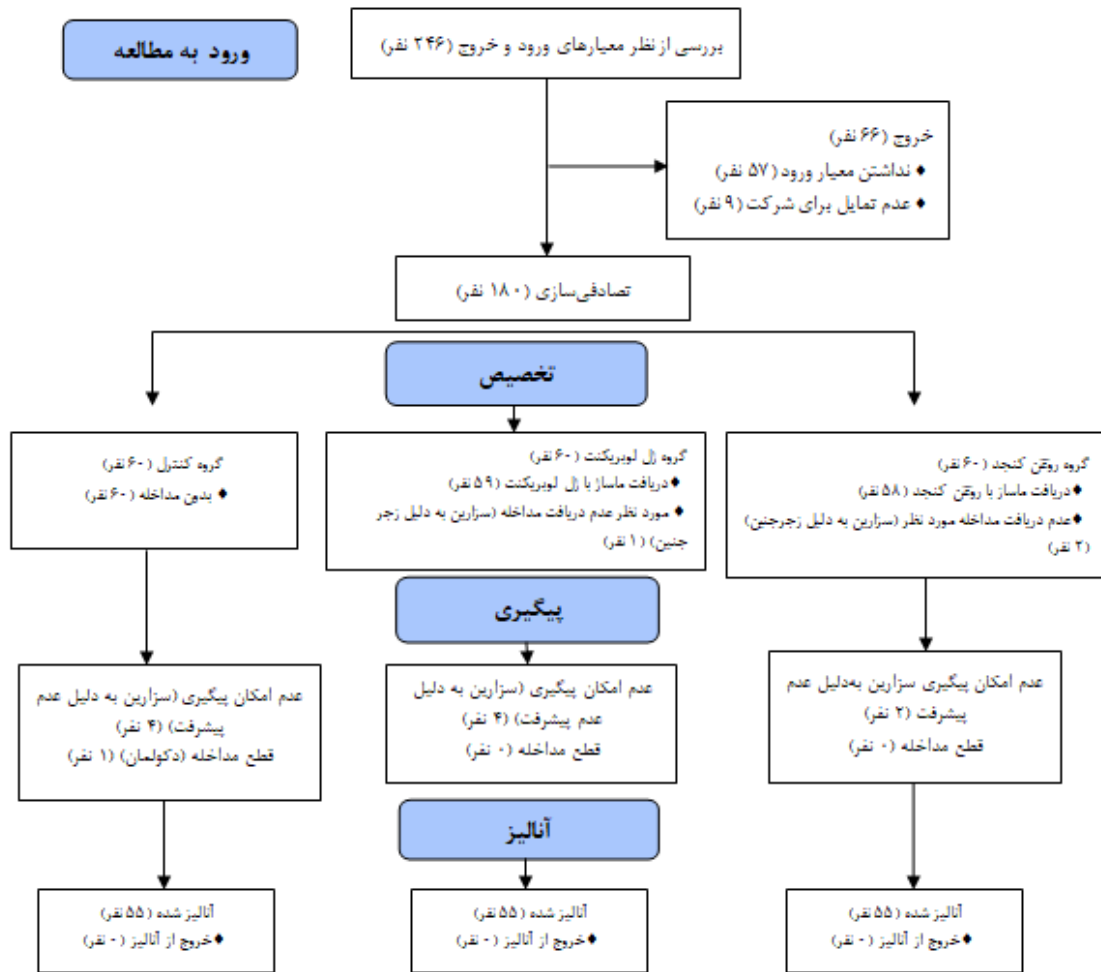 ورود به مطالعه
بررسی از نظر معیارهای ورود و خروج (۲۴۶ نفر)
خروج (۶۶ نفر)
♦ نداشتن معیار ورود (۵۷ نفر)
♦ عدم تمایل برای شرکت (۹ نفر)
تصادفی‌سازی (۱۸۰ نفر)
تخصیص
گروه روغن کنجد (۶۰ نفر)
♦دریافت ماساژ با روغن کنجد (۵۸ نفر)
♦عدم دریافت مداخله مورد نظر (سزارین به دلیل زجرجنین)
(۲ نفر)
گروه ژل لوبریکنت (۶۰ نفر)
♦دریافت ماساژ با ژل لوبریکنت (۵۹ نفر)
♦ مورد نظر عدم دریافت مداخله (سزارین به دلیل زجر
جنین) (۱ نفر)
گروه کنترل (۶۰ نفر)
♦ بدون مداخله (۶۰ نفر)
پیگیری
عدم امکان پیگیری سزارین به‌دلیل عدم
پیشرفت (۲ نفر)
قطع مداخله (۰ نفر)
عدم امکان پیگیری (سزارین به دلیل
عدم پیشرفت) (۴ نفر)
قطع مداخله (۰ نفر)
عدم امکان پیگیری (سزارین به دلیل عدم
پیشرفت) (۴ نفر)
قطع مداخله (دکولمان) (۱ نفر)
آنالیز
آنالیز شده (۵۵ نفر)
♦خروج از آنالیز (۰ نفر)
آنالیز شده (۵۵ نفر)
♦خروج از آنالیز (۰ نفر)
آنالیز شده (۵۵ نفر)
♦خروج از آنالیز (۰ نفر)